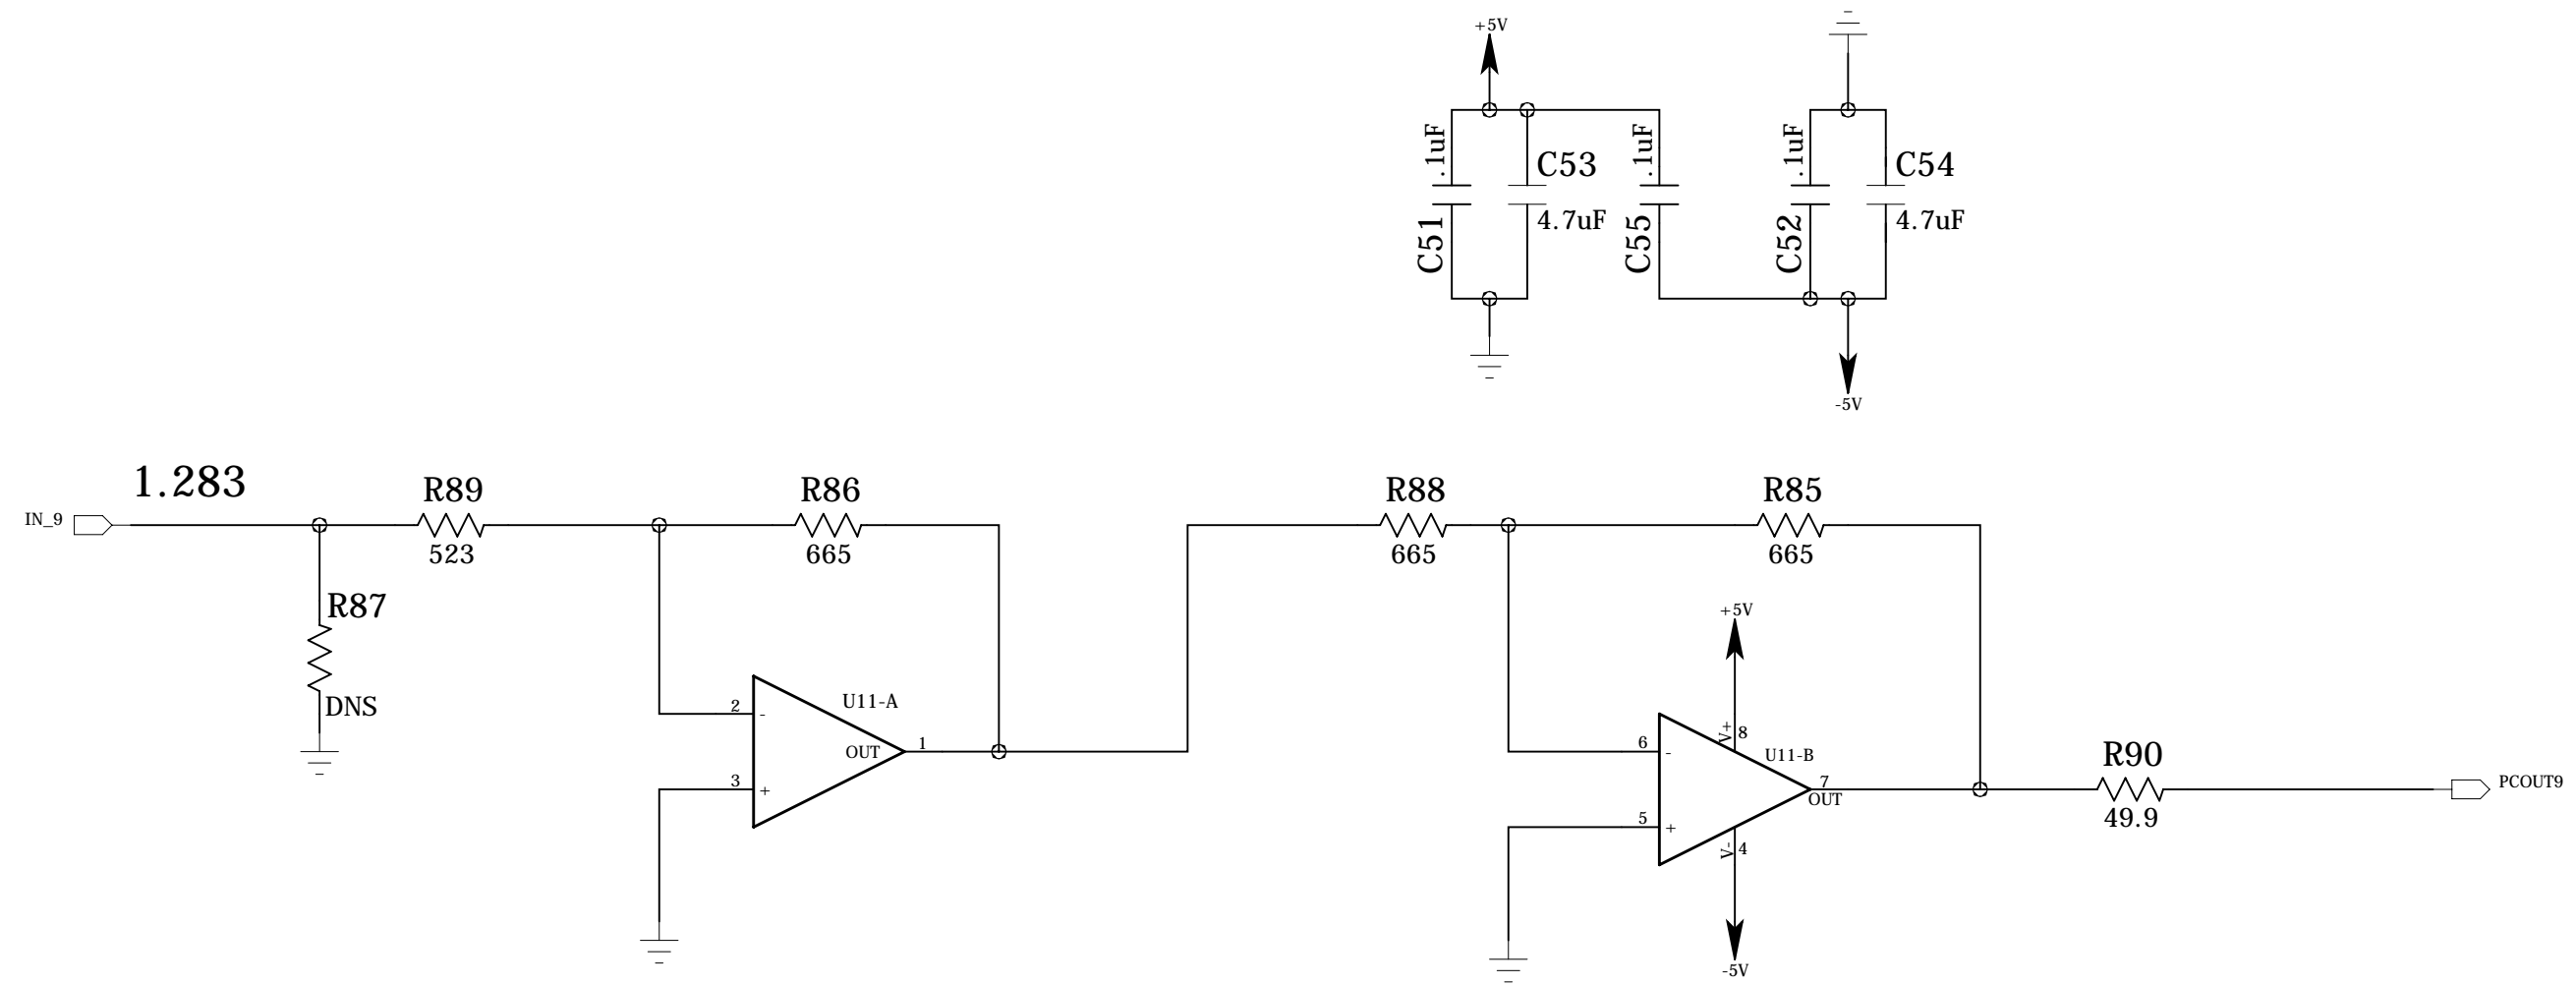 +5V
.1uF
C51
C53
4.7uF
.1uF
C55
.1uF
C52
C54
4.7uF
-5V
1.283
IN_9
R89
523
R86
665
R88
665
R85
665
R87
DNS
2
-
U11-A
OUT
1
3
+
+5V
V+
8
6
-
U11-B
7
OUT
5
+
V-
4
-5V
R90
49.9
PCOUT9